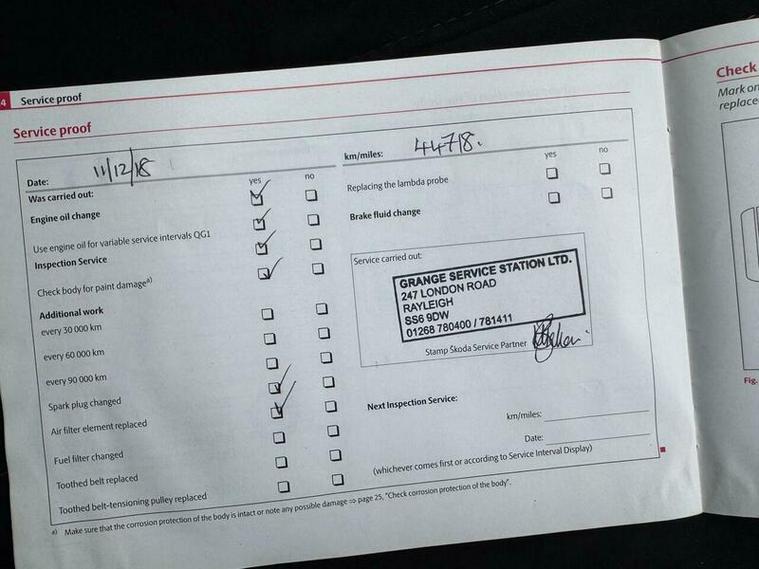 4 Service proof
Service proof
Date: 11/12/18
km/miles: 44718.
yes no
Was carried out:
Engine oil change
Use engine oil for variable service intervals QG1
Inspection Service
Check body for paint damage a)
Additional work
every 30 000 km
every 60 000 km
every 90 000 km
Spark plug changed
Air filter element replaced
Fuel filter changed
Toothed belt replaced
Toothed belt-tensioning pulley replaced
yes no
Replacing the lambda probe
Brake fluid change
Service carried out:
GRANGE SERVICE STATION LTD.
247 LONDON ROAD
RAYLEIGH
SS6 9DW
01268 780400 / 781411
Stamp Škoda Service Partner
Next Inspection Service:
km/miles:
Date:
(whichever comes first or according to Service Interval Display)
a) Make sure that the corrosion protection of the body is intact or note any possible damage ⇒ page 25, "Check corrosion protection of the body".
Check
Mark on
replace
Fig.